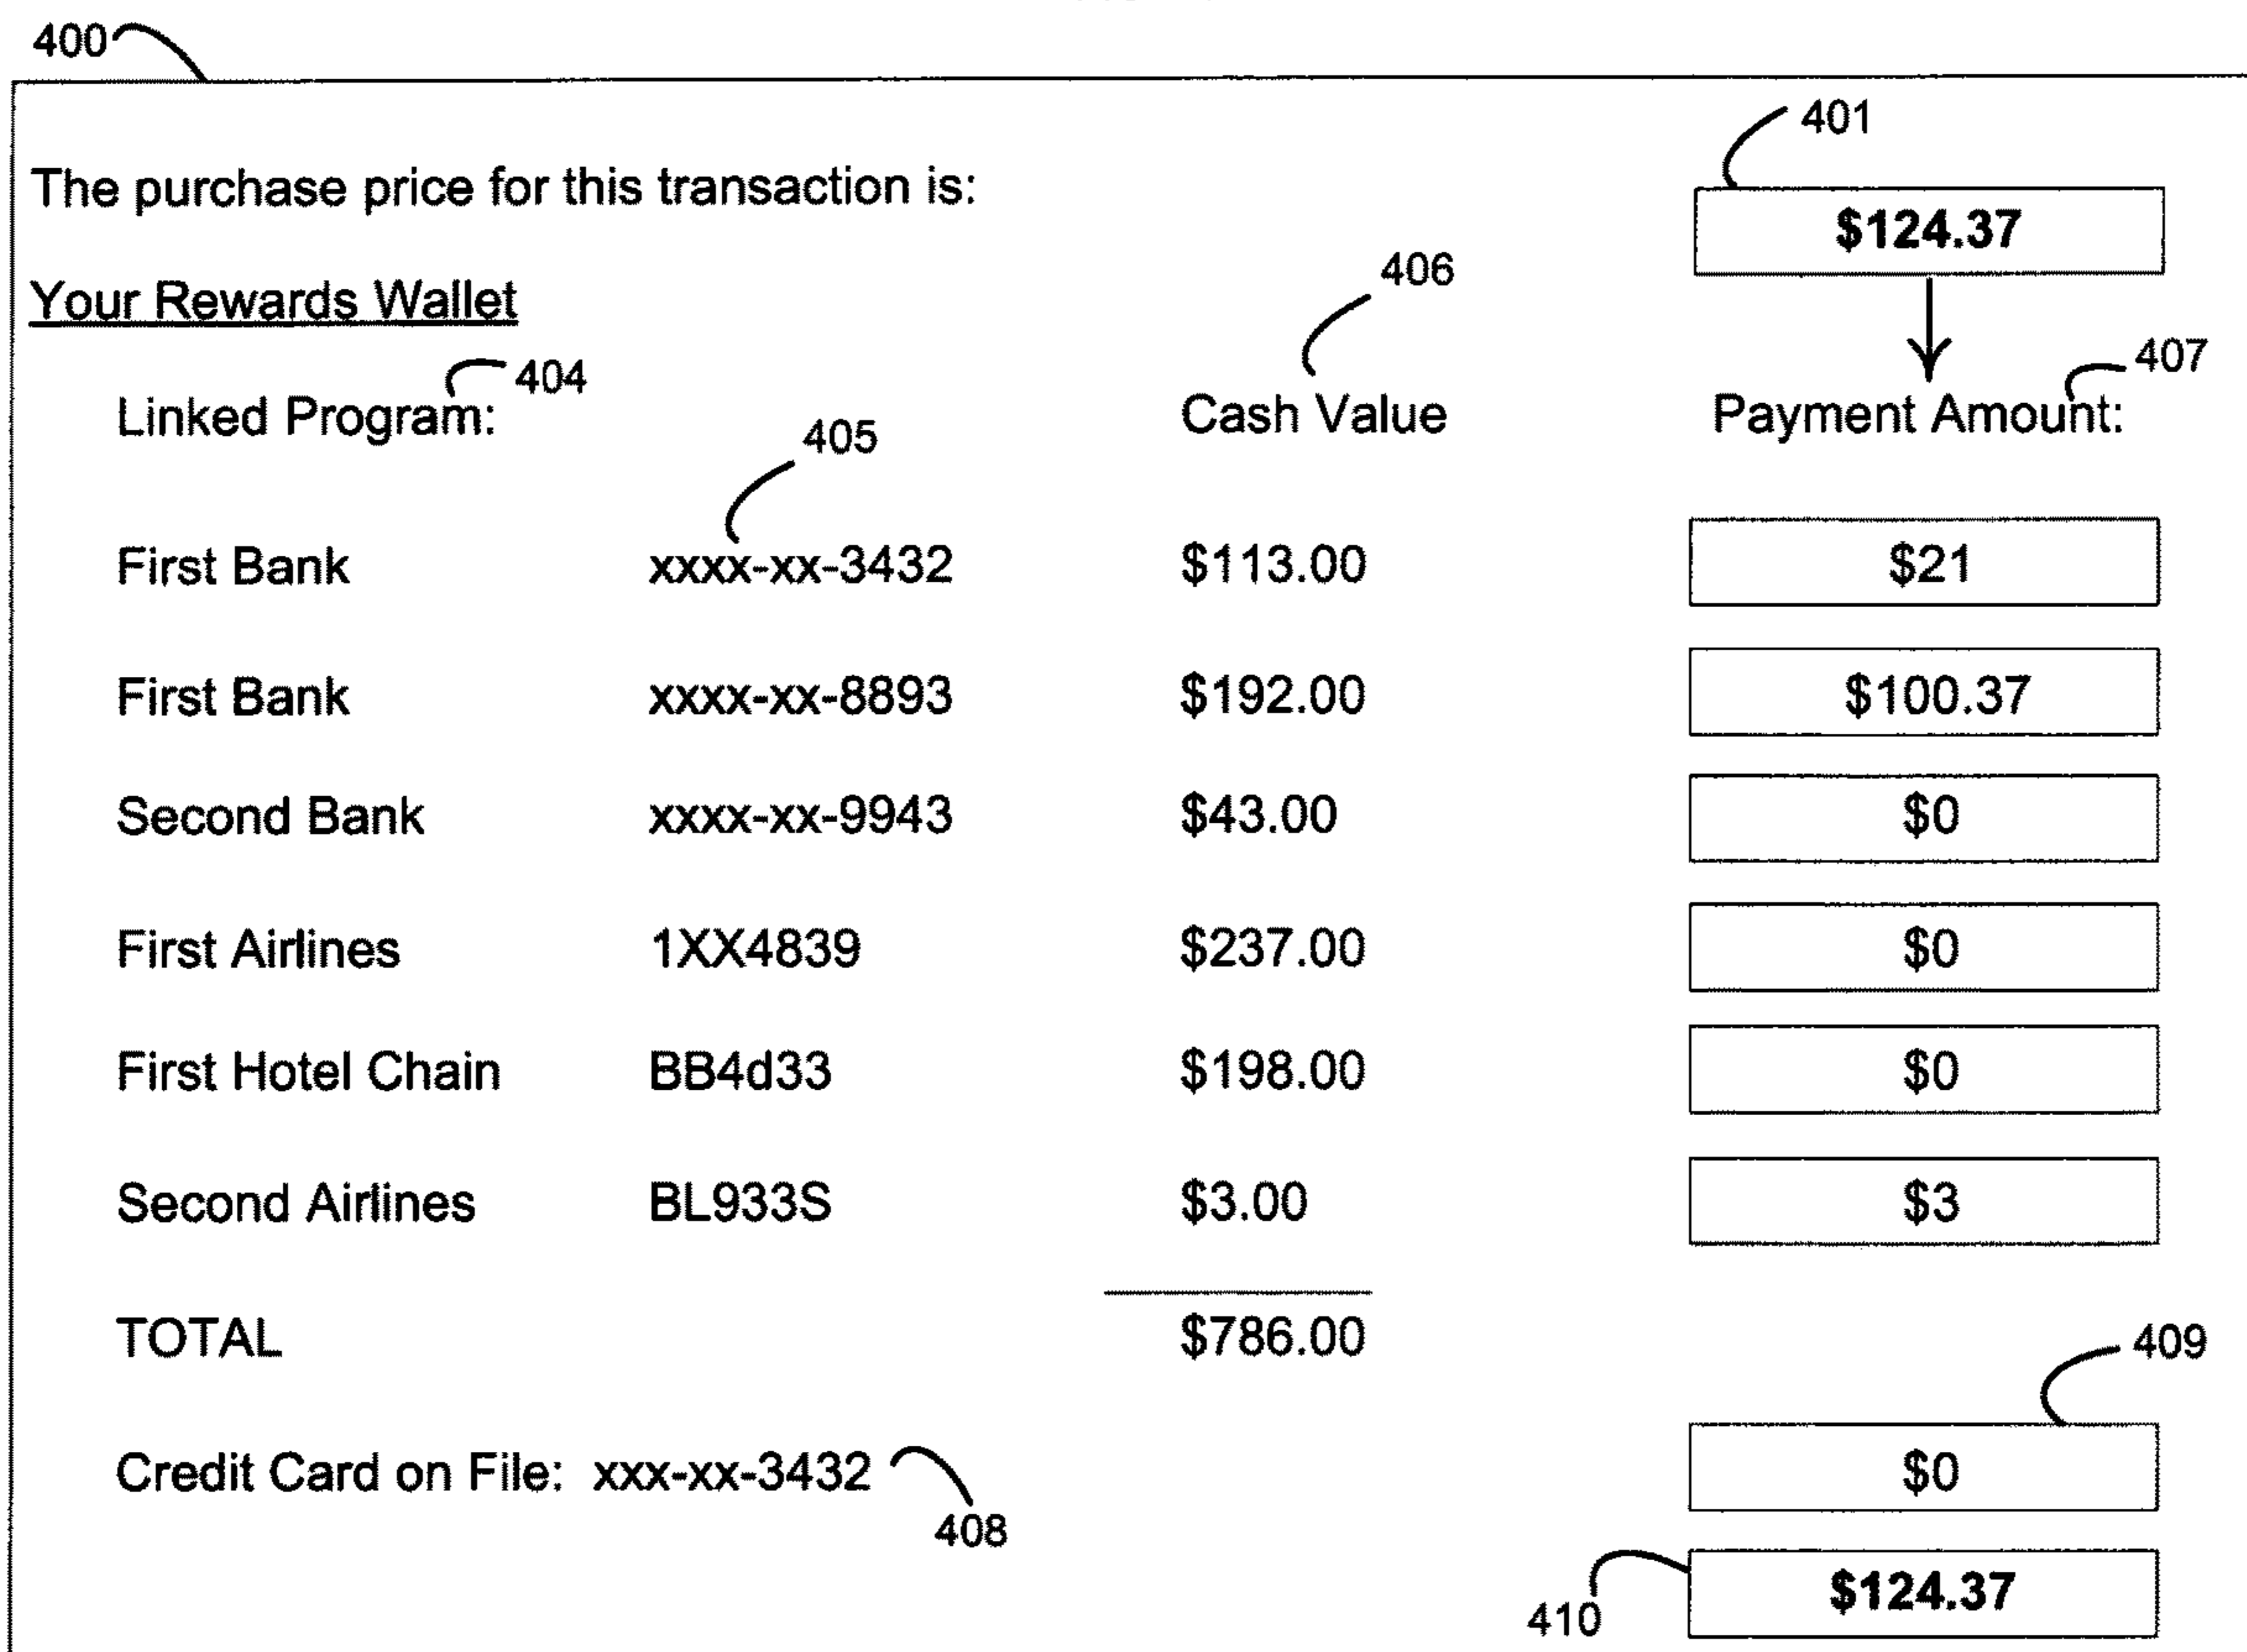 400
401
The purchase price for this transaction is:
$124.37
406
Your Rewards Wallet
404
407
Linked Program:
405
Cash Value
Payment Amount:
First Bank xxxx-xx-3432 $113.00 $21
First Bank xxxx-xx-8893 $192.00 $100.37
Second Bank xxxx-xx-9943 $43.00 $0
First Airlines 1XX4839 $237.00 $0
First Hotel Chain BB4d33 $198.00 $0
Second Airlines BL933S $3.00 $3
TOTAL $786.00
409
Credit Card on File: xxx-xx-3432 $0
408
410
$124.37